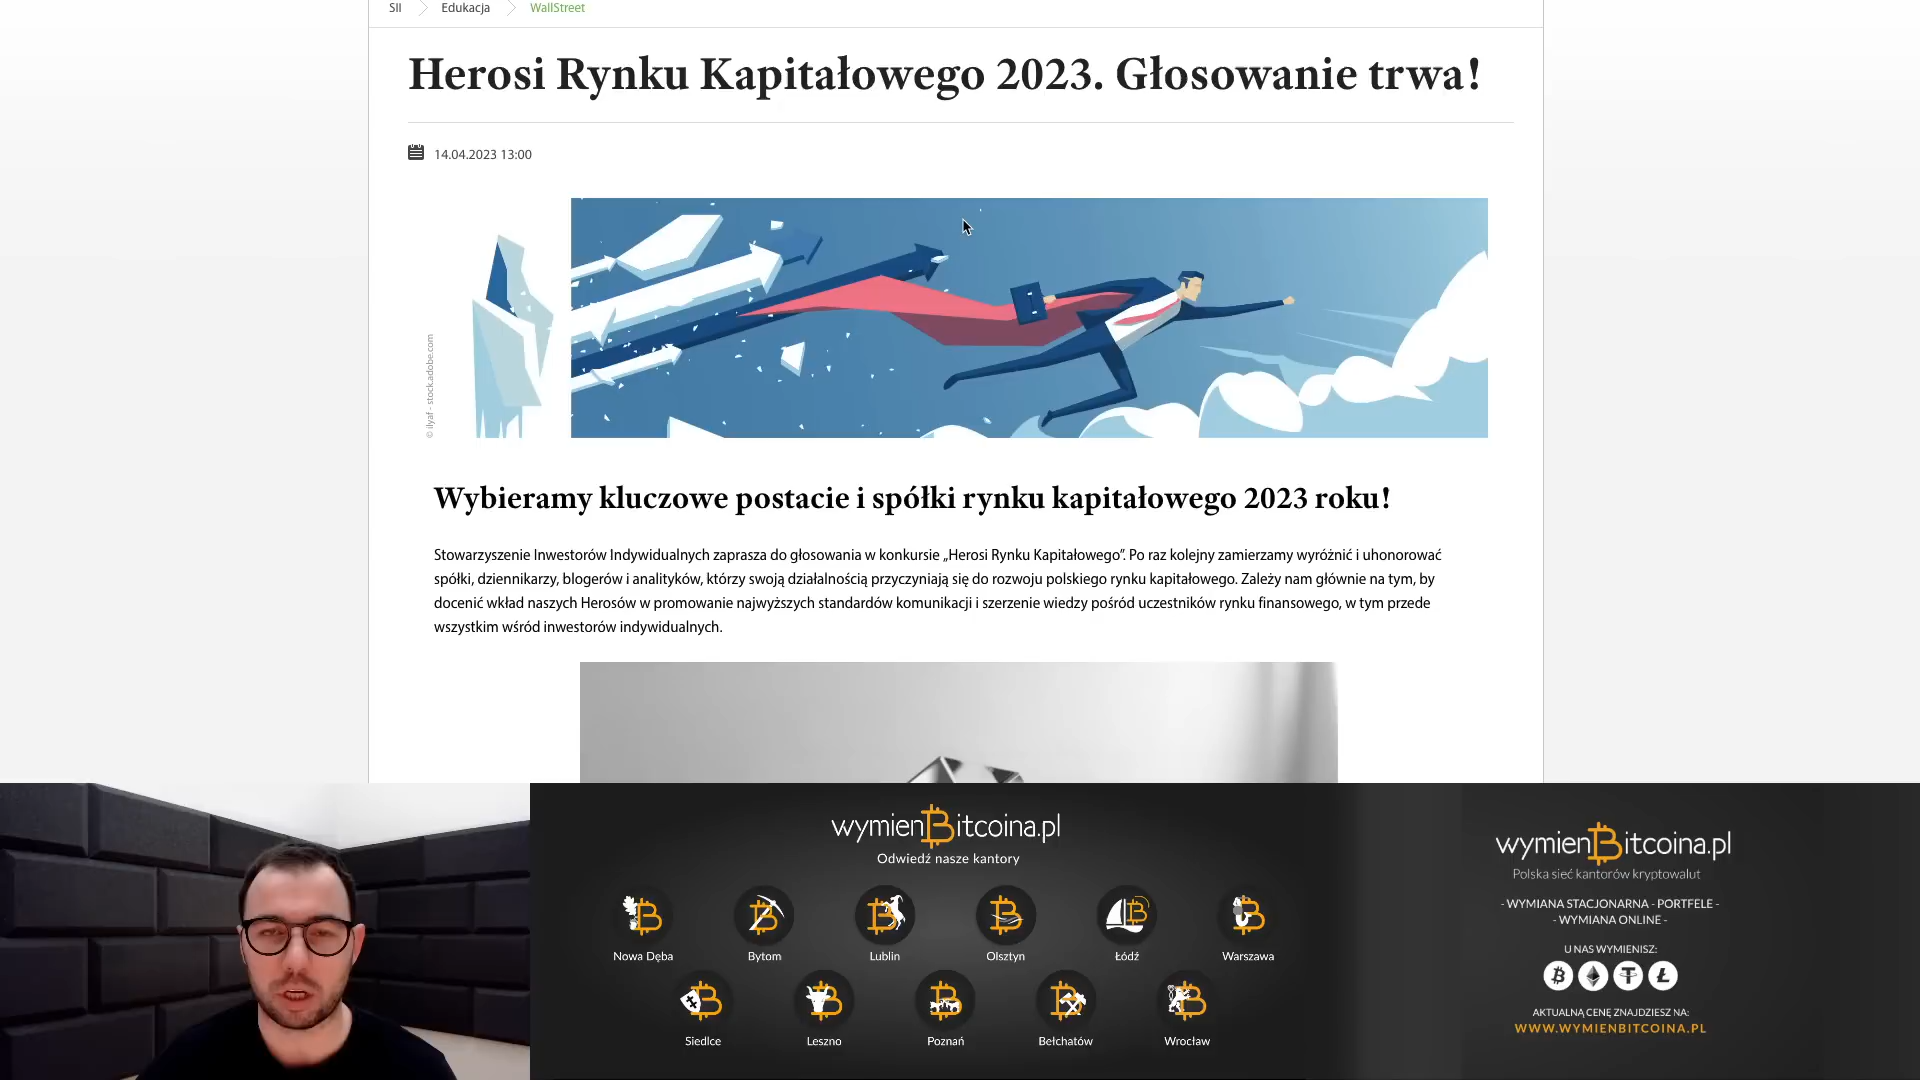 SII Edukacja WallStreet
Herosi Rynku Kapitałowego 2023. Głosowanie trwa!
14.04.2023 13:00
© ilyaf - stock.adobe.com
Wybieramy kluczowe postacie i spółki rynku kapitałowego 2023 roku!
Stowarzyszenie Inwestorów Indywidualnych zaprasza do głosowania w konkursie „Herosi Rynku Kapitałowego”. Po raz kolejny zamierzamy wyróżnić i uhonorować
spółki, dziennikarzy, blogerów i analityków, którzy swoją działalnością przyczyniają się do rozwoju polskiego rynku kapitałowego. Zależy nam głównie na tym, by
docenić wkład naszych Herosów w promowanie najwyższych standardów komunikacji i szerzenie wiedzy pośród uczestników rynku finansowego, w tym przede
wszystkim wśród inwestorów indywidualnych.
wymienBitcoina.pl
Odwiedź nasze kantory
Nowa Dęba Bytom Lublin Olsztyn Łódź Warszawa
Siedlce Leszno Poznań Bełchatów Wrocław
wymienBitcoina.pl
Polska sieć kantorów kryptowalut
- WYMIANA STACJONARNA - PORTFELE -
- WYMIANA ONLINE -
U NAS WYMIENISZ:
AKTUALNĄ CENĘ ZNAJDZIESZ NA:
WWW.WYMIENBITCOINA.PL